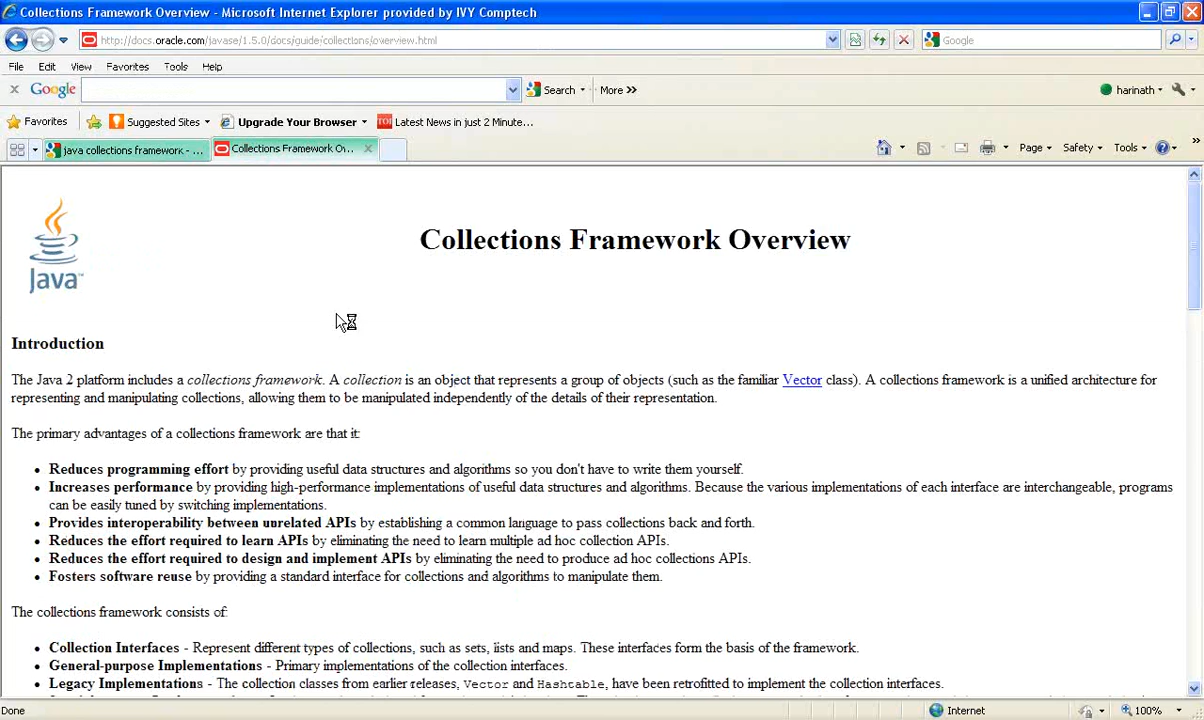 Collections Framework Overview - Microsoft Internet Explorer provided by IVY Comptech
http://docs.oracle.com/javase/1.5.0/docs/guide/collections/overview.html
Google
File Edit View Favorites Tools Help
x Google Search More >> harinath
Favorites Suggested Sites Upgrade Your Browser TOI Latest News in just 2 Minute...
java collections framework - ... Collections Framework Ov... Page Safety Tools
Java™
Collections Framework Overview
Introduction
The Java 2 platform includes a collections framework. A collection is an object that represents a group of objects (such as the familiar Vector class). A collections framework is a unified architecture for
representing and manipulating collections, allowing them to be manipulated independently of the details of their representation.
The primary advantages of a collections framework are that it:
• Reduces programming effort by providing useful data structures and algorithms so you don't have to write them yourself.
• Increases performance by providing high-performance implementations of useful data structures and algorithms. Because the various implementations of each interface are interchangeable, programs
can be easily tuned by switching implementations.
• Provides interoperability between unrelated APIs by establishing a common language to pass collections back and forth.
• Reduces the effort required to learn APIs by eliminating the need to learn multiple ad hoc collection APIs.
• Reduces the effort required to design and implement APIs by eliminating the need to produce ad hoc collections APIs.
• Fosters software reuse by providing a standard interface for collections and algorithms to manipulate them.
The collections framework consists of:
• Collection Interfaces - Represent different types of collections, such as sets, lists and maps. These interfaces form the basis of the framework.
• General-purpose Implementations - Primary implementations of the collection interfaces.
• Legacy Implementations - The collection classes from earlier releases, Vector and Hashtable, have been retrofitted to implement the collection interfaces.
Done Internet 100%